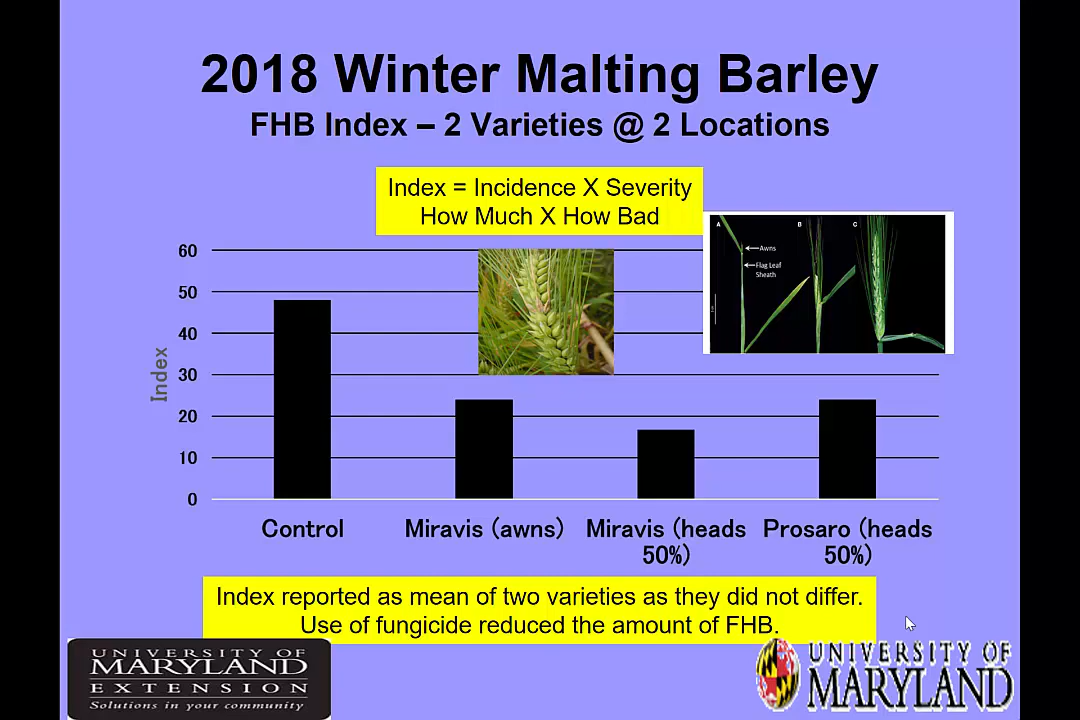 2018 Winter Malting Barley
FHB Index – 2 Varieties @ 2 Locations
Index = Incidence X Severity
How Much X How Bad
A
B
C
Awns
Flag Leaf
Sheath
60
50
40
30
20
10
0
Index
Control
Miravis (awns)
Miravis (heads
50%)
Prosaro (heads
50%)
Index reported as mean of two varieties as they did not differ.
Use of fungicide reduced the amount of FHB.
UNIVERSITY OF
MARYLAND
EXTENSION
Solutions in your community
UNIVERSITY OF
MARYLAND